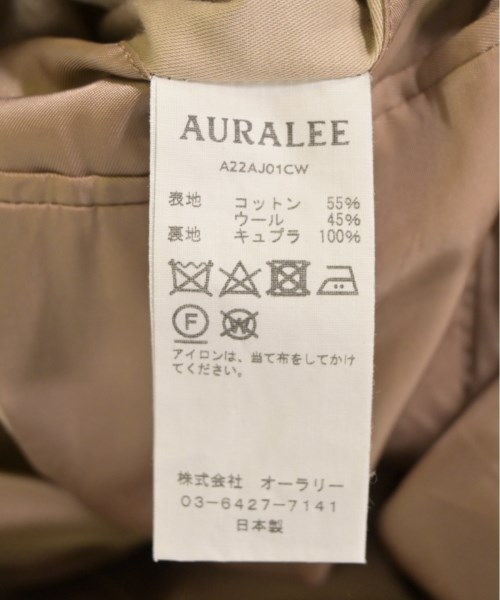 AURALEE
A22AJ01CW
表地 コットン 55%
ウール 45%
裏地 キュプラ 100%
F W
アイロンは、当て布をしてかけ
てください。
株式会社 オーラリー
03-6427-7141
日本製